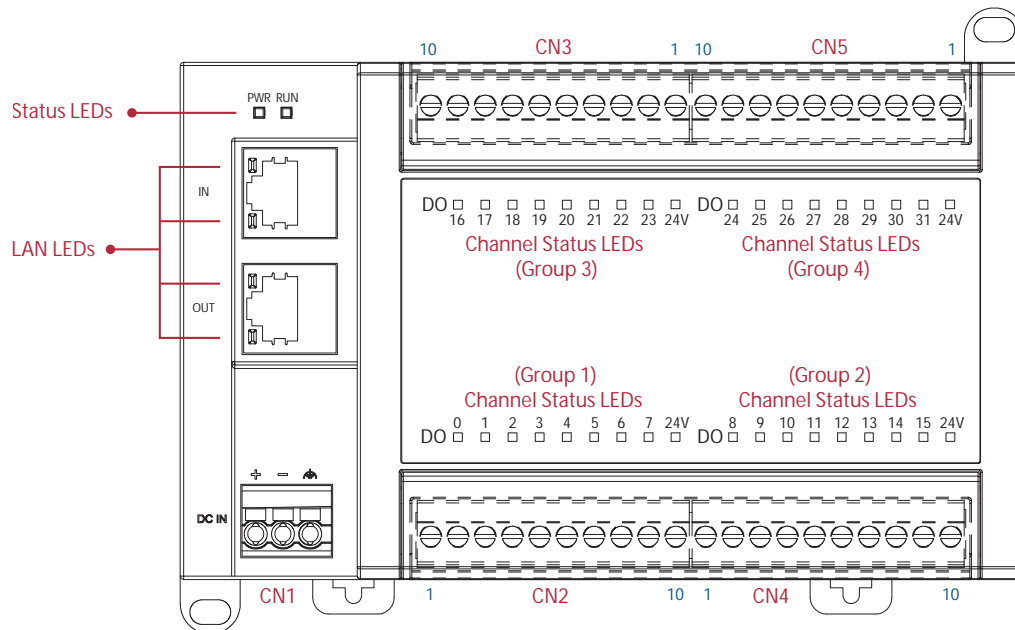 10 CN3 1 10 CN5 1
Status LEDs
PWR RUN
IN
LAN LEDs
OUT
DO
16 17 18 19 20 21 22 23 24V
Channel Status LEDs
(Group 3)
DO
24 25 26 27 28 29 30 31 24V
Channel Status LEDs
(Group 4)
(Group 1)
Channel Status LEDs
0 1 2 3 4 5 6 7 24V
DO
(Group 2)
Channel Status LEDs
8 9 10 11 12 13 14 15 24V
DO
+ −
DC IN
CN1
1 CN2 10 1 CN4 10